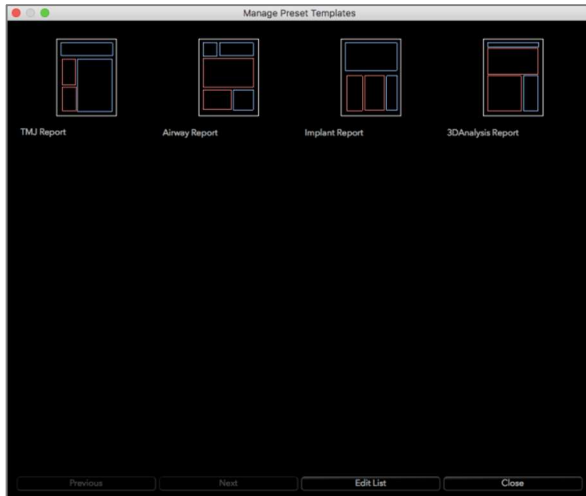 Manage Preset Templates
TMJ Report
Airway Report
Implant Report
3DAnalysis Report
Previous
Next
Edit List
Close